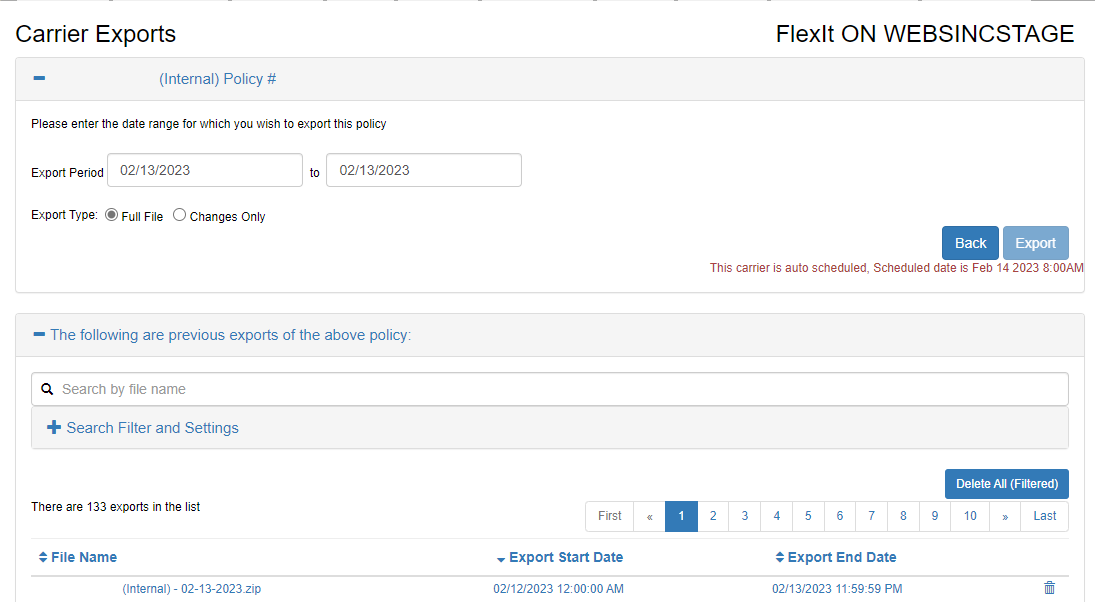 Carrier Exports
FlexIt ON WEBSINCSTAGE
(Internal) Policy #
Please enter the date range for which you wish to export this policy
Export Period 02/13/2023 to 02/13/2023
Export Type: Full File Changes Only
Back Export
This carrier is auto scheduled, Scheduled date is Feb 14 2023 8:00AM
The following are previous exports of the above policy:
Search by file name
Search Filter and Settings
Delete All (Filtered)
There are 133 exports in the list
First « 1 2 3 4 5 6 7 8 9 10 » Last
File Name Export Start Date Export End Date
(Internal) - 02-13-2023.zip 02/12/2023 12:00:00 AM 02/13/2023 11:59:59 PM